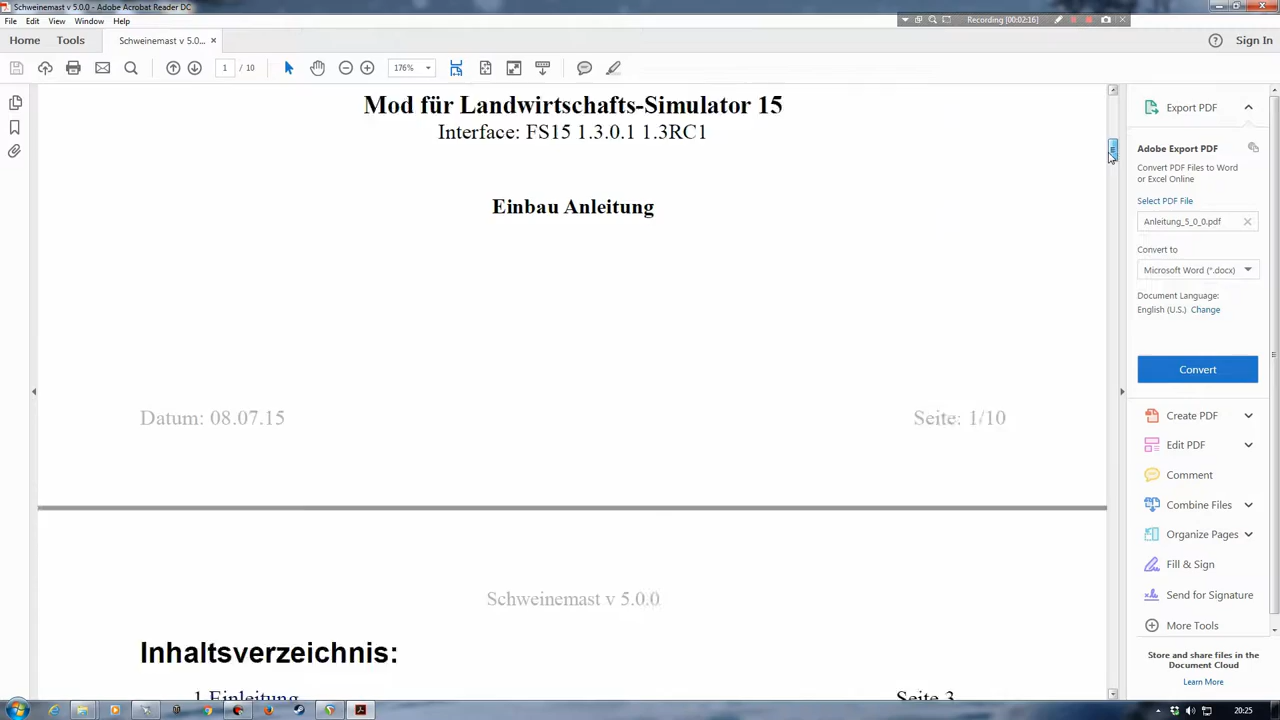 Schweinemast v 5.0.0 - Adobe Acrobat Reader DC
File Edit View Window Help
Recording [00:02:16]
Home Tools Schweinemast v 5.0... × Sign In
1 / 10 176%
Mod für Landwirtschafts-Simulator 15
Interface: FS15 1.3.0.1 1.3RC1
Einbau Anleitung
Datum: 08.07.15 Seite: 1/10
Schweinemast v 5.0.0
Inhaltsverzeichnis:
1 Einleitung Seite 3
Export PDF
Adobe Export PDF
Convert PDF Files to Word
or Excel Online
Select PDF File
Anleitung_5_0_0.pdf
Convert to
Microsoft Word (*.docx)
Document Language:
English (U.S.) Change
Convert
Create PDF
Edit PDF
Comment
Combine Files
Organize Pages
Fill & Sign
Send for Signature
More Tools
Store and share files in the
Document Cloud
Learn More
20:25